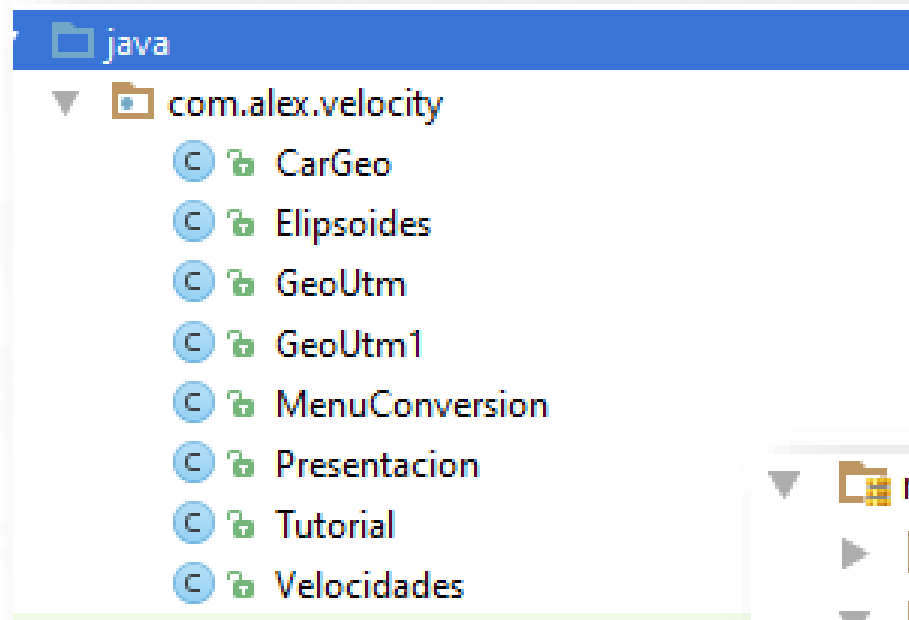 java
com.alex.velocity
CarGeo
Elipsoides
GeoUtm
GeoUtm1
MenuConversion
Presentacion
Tutorial
Velocidades